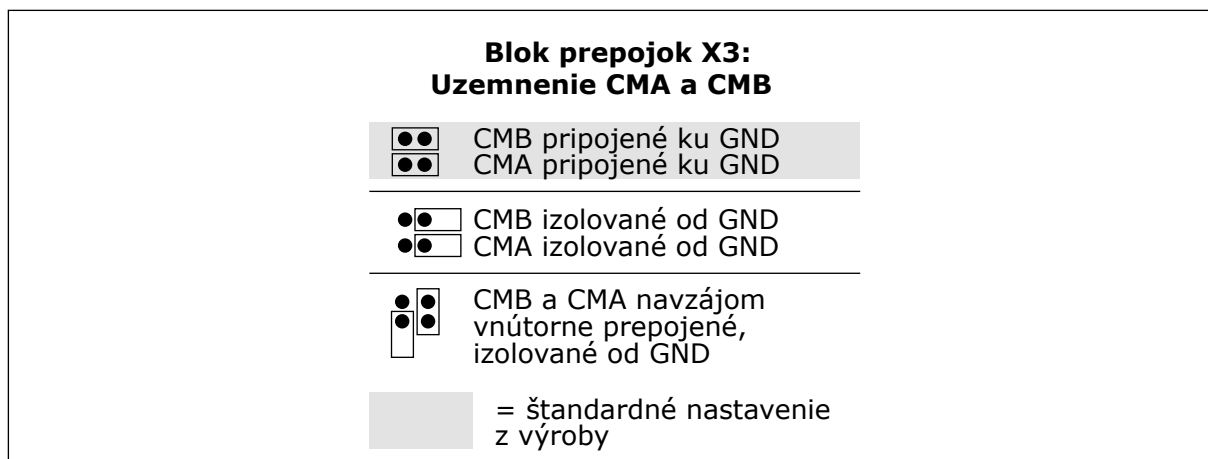 Blok prepojok X3:
Uzemnenie CMA a CMB
CMB pripojené ku GND
CMA pripojené ku GND
CMB izolované od GND
CMA izolované od GND
CMB a CMA navzájom
vnútorne prepojené,
izolované od GND
= štandardné nastavenie
z výroby